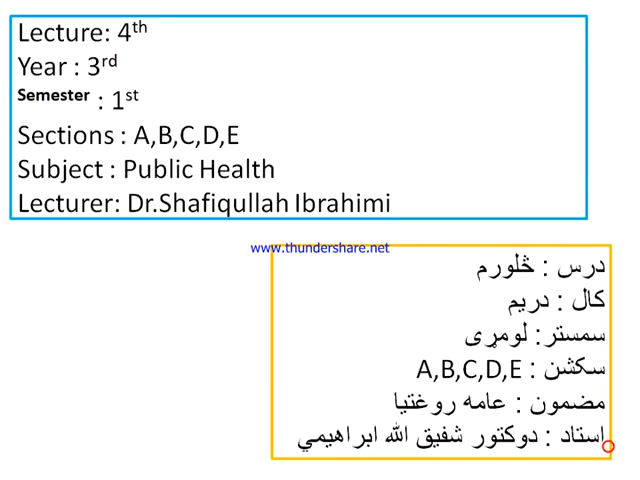 Lecture: 4th
Year : 3rd
Semester : 1st
Sections : A,B,C,D,E
Subject : Public Health
Lecturer: Dr.Shafiqullah Ibrahimi
www.thundershare.net
درس : څلورم
کال : دریم
سمستر: لومړی
سکشن : A,B,C,D,E
مضمون : عامه روغتیا
استاد : دوکتور شفیق الله ابراهیمي